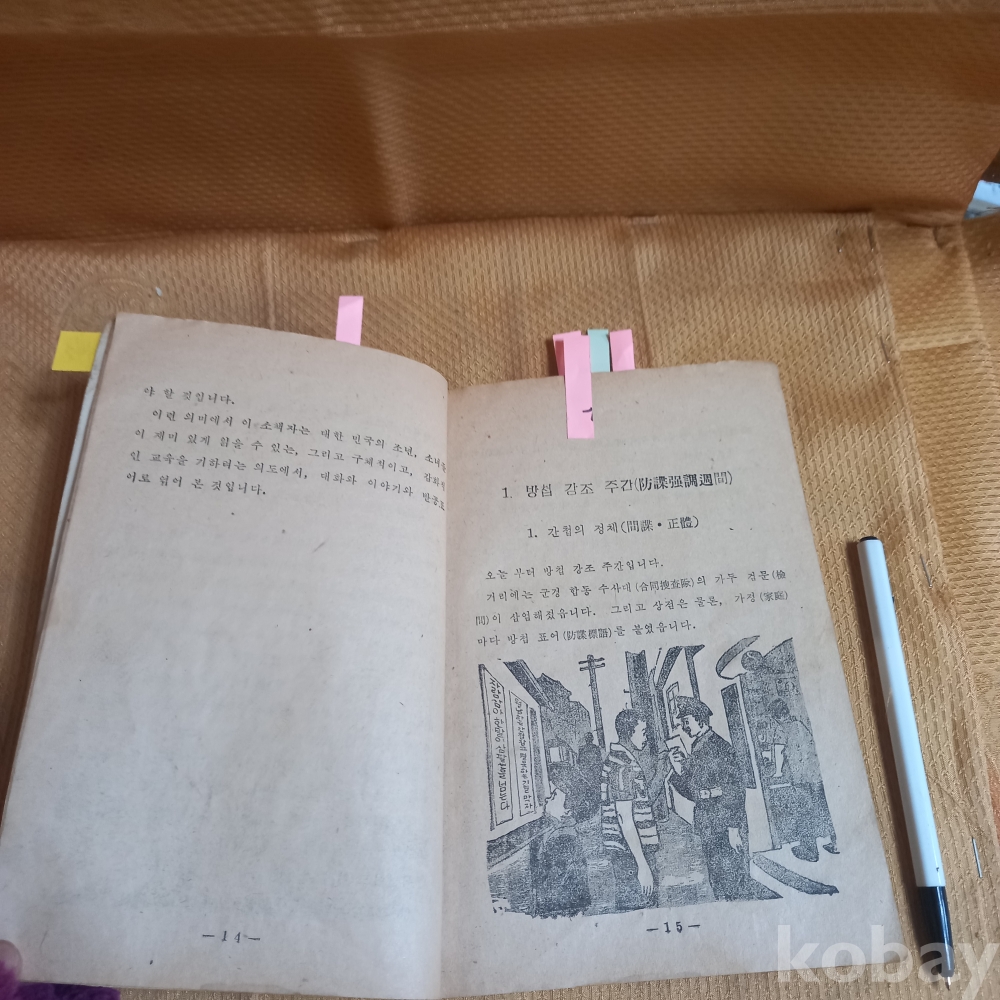 야 할 것입니다.
이런 의미에서 이 소책자는 대한 민국의 소년, 소녀들
이 재미 있게 읽을 수 있는, 그리고 구체적이고, 감화적
인 교육을 기하려는 의도에서, 대화와 이야기와 반공표
어로 엮어 본 것입니다.
—14—
1. 방첩 강조 주간(防諜强調週間)
1. 간첩의 정체(間諜·正體)
오늘 부터 방첩 강조 주간입니다.
거리에는 군경 합동 수사대(合同捜査隊)의 가두 검문(檢
問)이 삼엄해졌읍니다. 그리고 상점은 물론, 가정(家庭)
마다 방첩 표어(防諜標語)를 붙였읍니다.
—15—
kobay